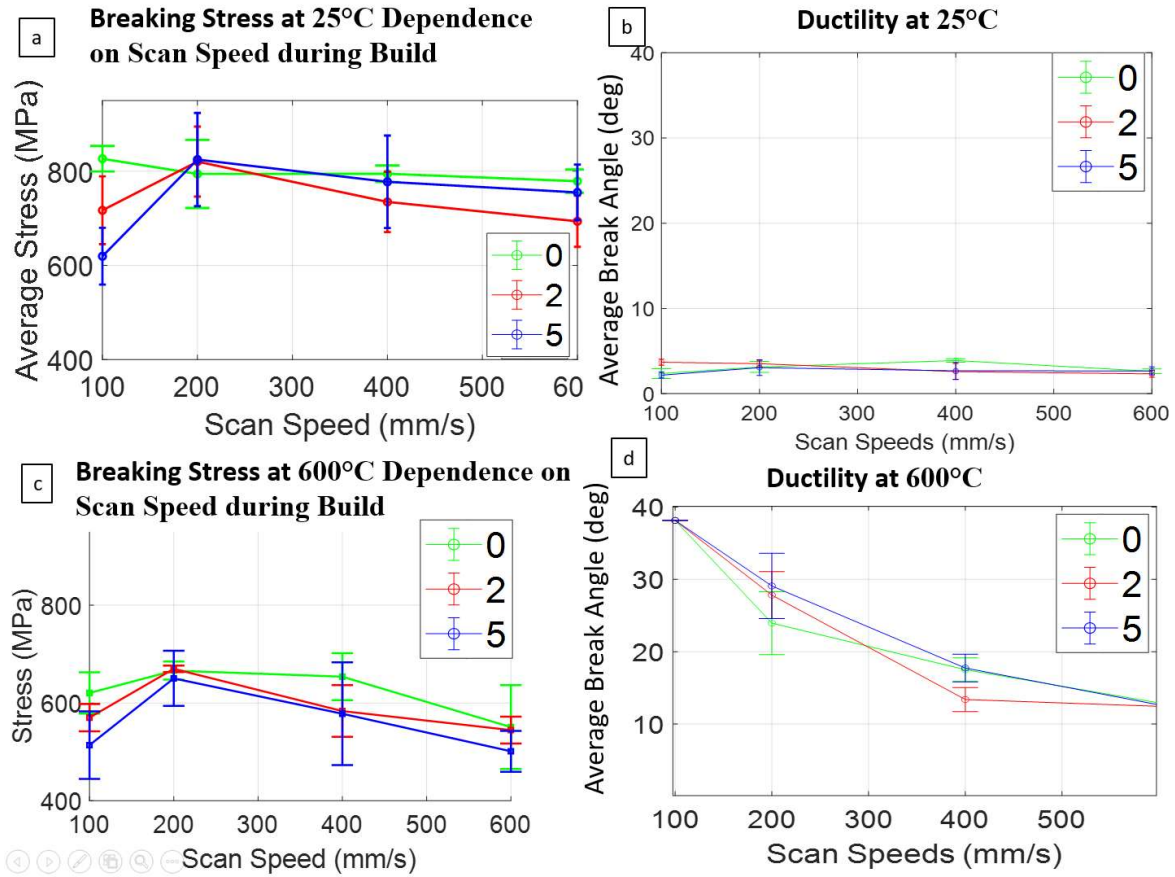 a
Breaking Stress at 25°C Dependence
on Scan Speed during Build
Average Stress (MPa)
800
600
400
100
200
300
400
500
60
0
2
5
Scan Speed (mm/s)
b
Ductility at 25°C
Average Break Angle (deg)
40
30
20
10
0
100
200
300
400
500
600
0
2
5
Scan Speeds (mm/s)
c
Breaking Stress at 600°C Dependence on
Scan Speed during Build
Stress (MPa)
800
600
400
100
200
300
400
500
600
0
2
5
Scan Speed (mm/s)
d
Ductility at 600°C
Average Break Angle (deg)
40
30
20
10
100
200
300
400
500
0
2
5
Scan Speeds (mm/s)